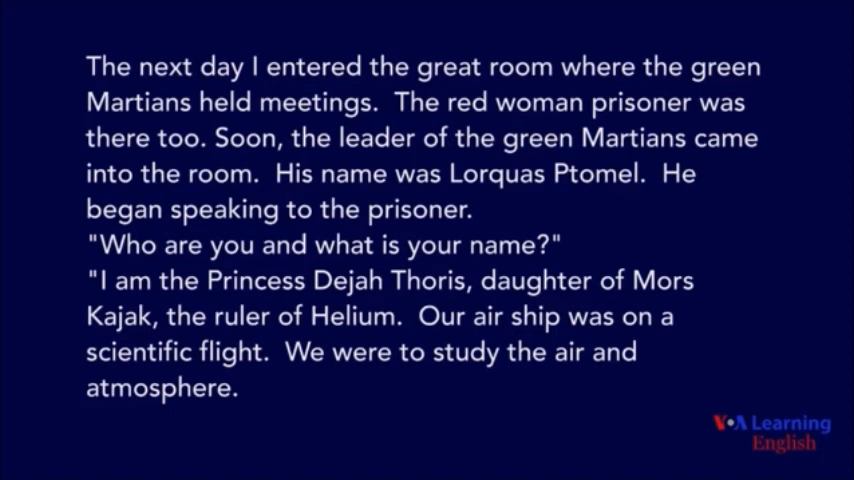 The next day I entered the great room where the green
Martians held meetings.  The red woman prisoner was
there too. Soon, the leader of the green Martians came
into the room.  His name was Lorquas Ptomel.  He
began speaking to the prisoner.
"Who are you and what is your name?"
"I am the Princess Dejah Thoris, daughter of Mors
Kajak, the ruler of Helium.  Our air ship was on a
scientific flight.  We were to study the air and
atmosphere.
VOA Learning
English